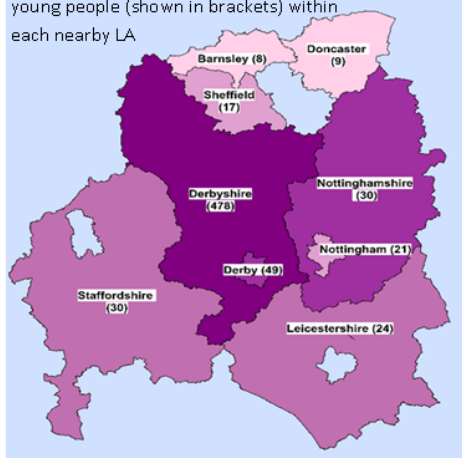 young people (shown in brackets) within
each nearby LA
Doncaster
(9)
Barnsley (8)
Sheffield
(17)
Derbyshire
(478)
Nottinghamshire
(30)
Nottingham (21)
Derby (49)
Staffordshire
(30)
Leicestershire (24)